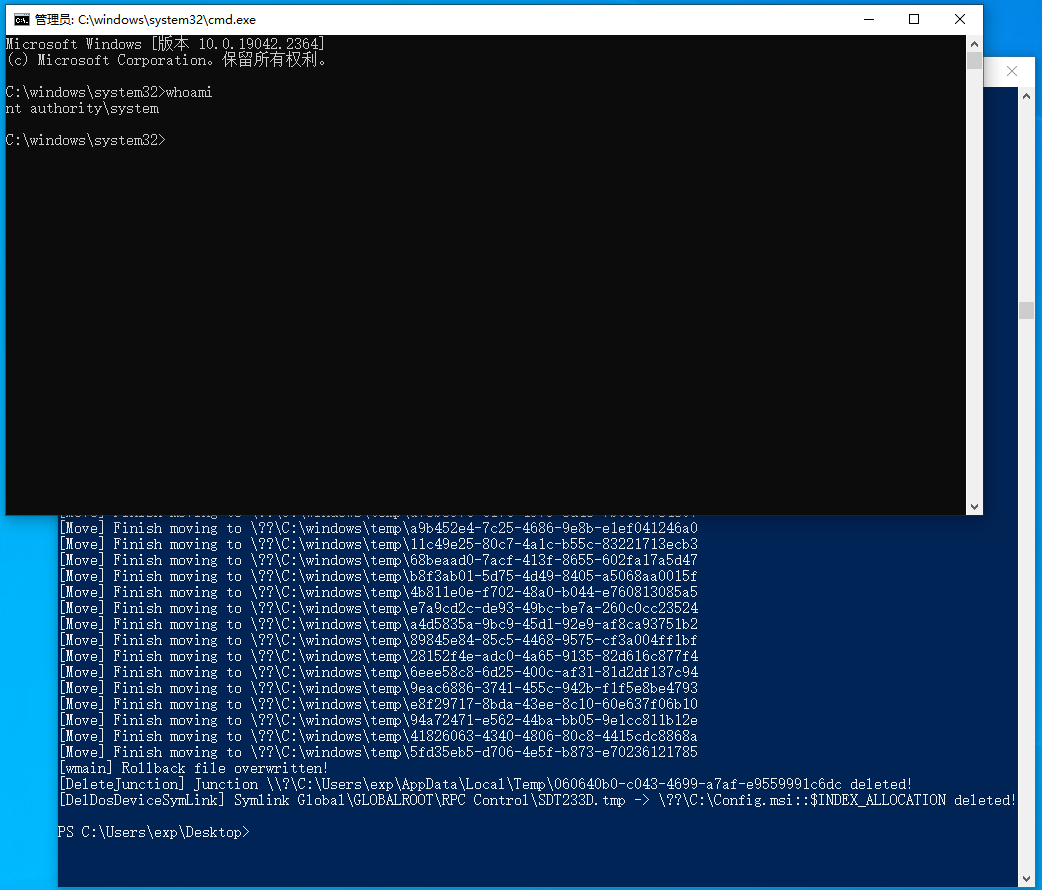 管理员: C:\windows\system32\cmd.exe
Microsoft Windows [版本 10.0.19042.2364]
(c) Microsoft Corporation。保留所有权利。
C:\windows\system32>whoami
nt authority\system
C:\windows\system32>
[Move] Finish moving to \??\C:\windows\temp\a9b452e4-7c25-4686-9e8b-e1ef041246a0
[Move] Finish moving to \??\C:\windows\temp\11c49e25-80c7-4a1c-b55c-83221713ecb3
[Move] Finish moving to \??\C:\windows\temp\68beaad0-7acf-413f-8655-602fa17a5d47
[Move] Finish moving to \??\C:\windows\temp\b8f3ab01-5d75-4d49-8405-a5068aa0015f
[Move] Finish moving to \??\C:\windows\temp\4b811e0e-f702-48a0-b044-e760813085a5
[Move] Finish moving to \??\C:\windows\temp\e7a9cd2c-de93-49bc-be7a-260c0cc23524
[Move] Finish moving to \??\C:\windows\temp\a4d5835a-9bc9-45d1-92e9-af8ca93751b2
[Move] Finish moving to \??\C:\windows\temp\89845e84-85c5-4468-9575-cf3a004ff1bf
[Move] Finish moving to \??\C:\windows\temp\28152f4e-adc0-4a65-9135-82d616c877f4
[Move] Finish moving to \??\C:\windows\temp\6eee58c8-6d25-400c-af31-81d2df137c94
[Move] Finish moving to \??\C:\windows\temp\9eac6886-3741-455c-942b-f1f5e8be4793
[Move] Finish moving to \??\C:\windows\temp\e8f29717-8bda-43ee-8c10-60e637f06b10
[Move] Finish moving to \??\C:\windows\temp\94a72471-e562-44ba-bb05-9e1cc811b12e
[Move] Finish moving to \??\C:\windows\temp\41826063-4340-4806-80c8-4415cdc8868a
[Move] Finish moving to \??\C:\windows\temp\5fd35eb5-d706-4e5f-b873-e70236121785
[wmain] Rollback file overwritten!
[DeleteJunction] Junction \\?\C:\Users\exp\AppData\Local\Temp\060640b0-c043-4699-a7af-e9559991c6dc deleted!
[DelDosDeviceSymLink] Symlink Global\GLOBALROOT\RPC Control\SDT233D.tmp -> \??\C:\Config.msi::$INDEX_ALLOCATION deleted!
PS C:\Users\exp\Desktop>